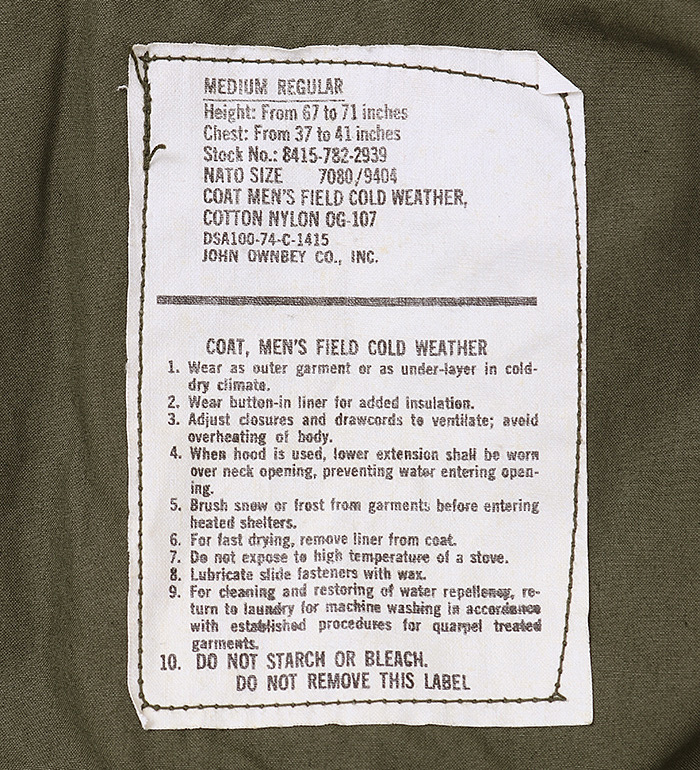 MEDIUM REGULAR
Height: From 67 to 71 inches
Chest: From 37 to 41 inches
Stock No.: 8415-782-2939
NATO SIZE 7080/9404
COAT MEN'S FIELD COLD WEATHER,
COTTON NYLON OG-107
DSA100-74-C-1415
JOHN OWNBEY CO., INC.
COAT, MEN'S FIELD COLD WEATHER
1. Wear as outer garment or as under-layer in cold-
dry climate.
2. Wear button-in liner for added insulation.
3. Adjust closures and drawcords to ventilate; avoid
overheating of body.
4. When hood is used, lower extension shall be worn
over neck opening, preventing water entering open-
ing.
5. Brush snow or frost from garments before entering
heated shelters.
6. For fast drying, remove liner from coat.
7. Do not expose to high temperature of a stove.
8. Lubricate slide fasteners with wax.
9. For cleaning and restoring of water repellency, re-
turn to laundry for machine washing in accordance
with established procedures for quarpel treated
garments.
10. DO NOT STARCH OR BLEACH.
DO NOT REMOVE THIS LABEL